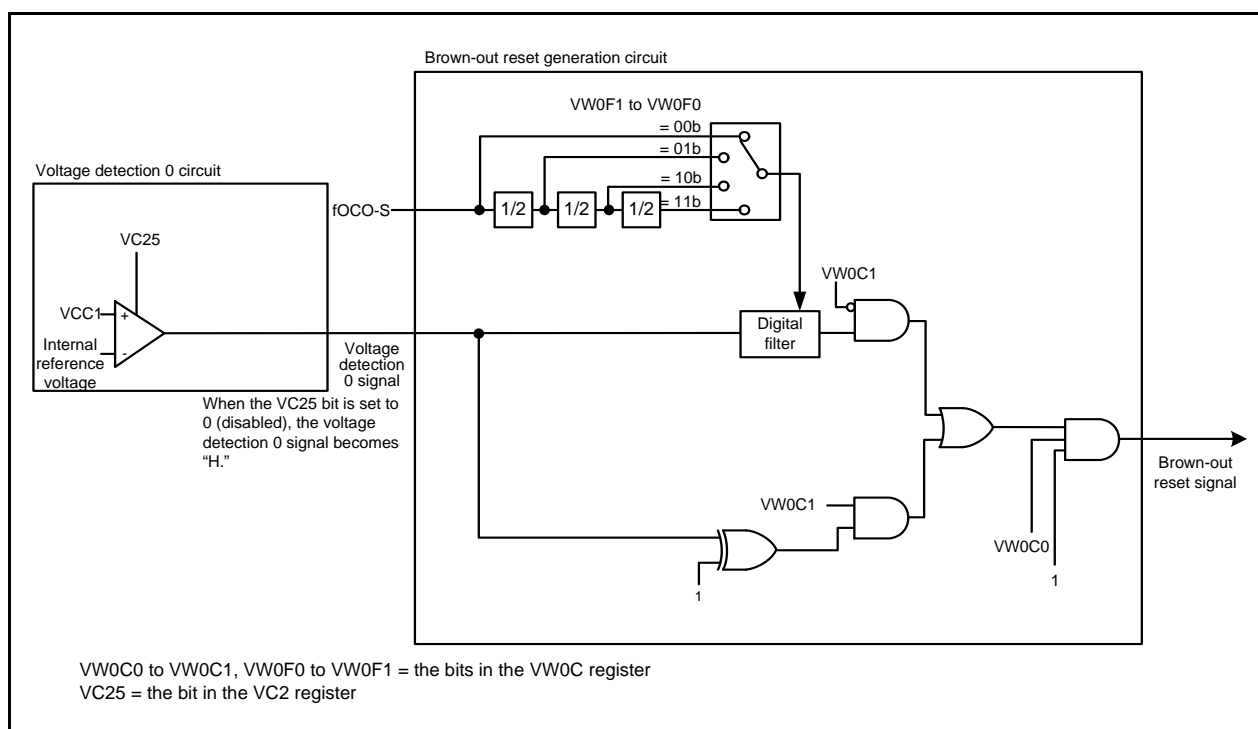 Brown-out reset generation circuit
VW0F1 to VW0F0
= 00b
= 01b
= 10b
= 11b
Voltage detection 0 circuit
fOCO-S
1/2
1/2
1/2
VC25
VW0C1
VCC1
+
-
Internal
reference
voltage
Voltage
detection
0 signal
Digital
filter
When the VC25 bit is set to
0 (disabled), the voltage
detection 0 signal becomes
“H.”
Brown-out
reset signal
VW0C1
VW0C0
1
1
VW0C0 to VW0C1, VW0F0 to VW0F1 = the bits in the VW0C register
VC25 = the bit in the VC2 register